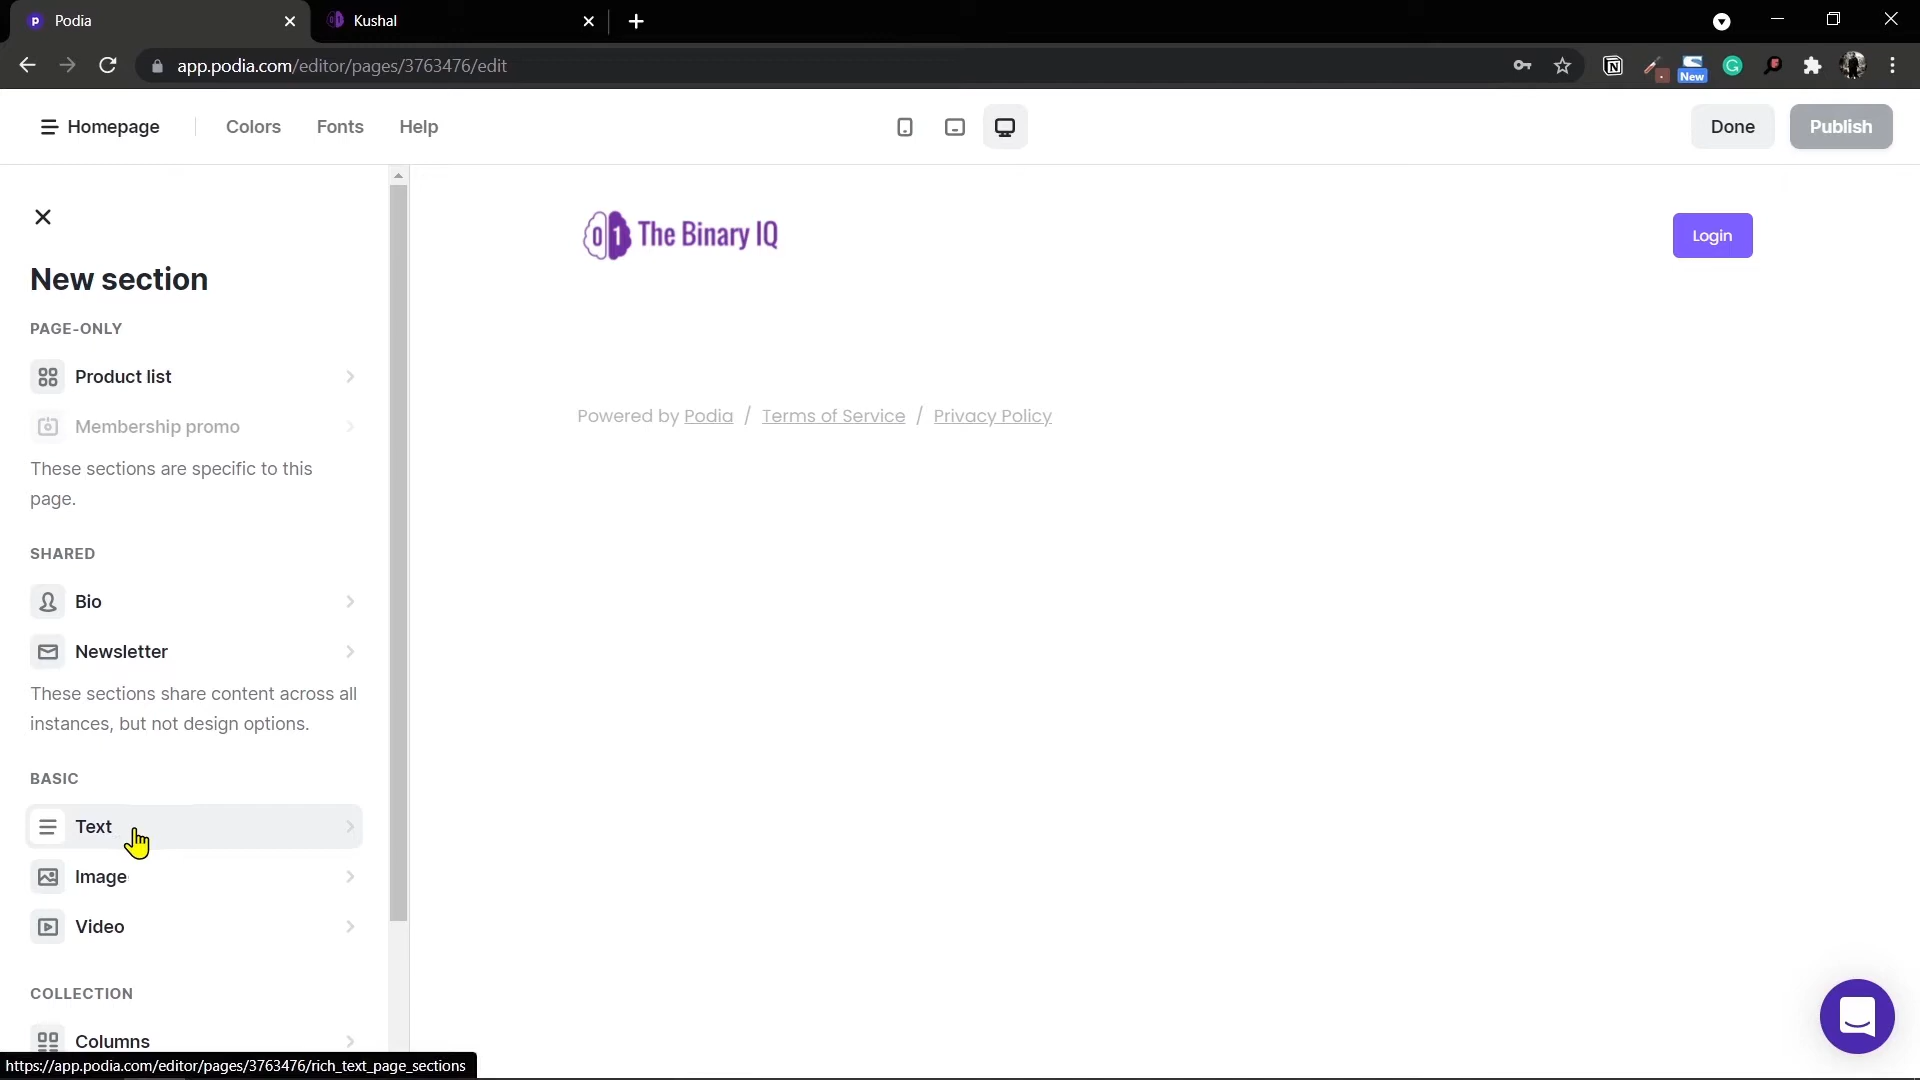 Podia
Kushal
app.podia.com/editor/pages/3763476/edit
New
Homepage
Colors
Fonts
Help
Done
Publish
New section
PAGE-ONLY
Product list
Membership promo
These sections are specific to this
page.
SHARED
Bio
Newsletter
These sections share content across all
instances, but not design options.
BASIC
Text
Image
Video
COLLECTION
Columns
https://app.podia.com/editor/pages/3763476/rich_text_page_sections
01 The Binary IQ
Login
Powered by Podia / Terms of Service / Privacy Policy